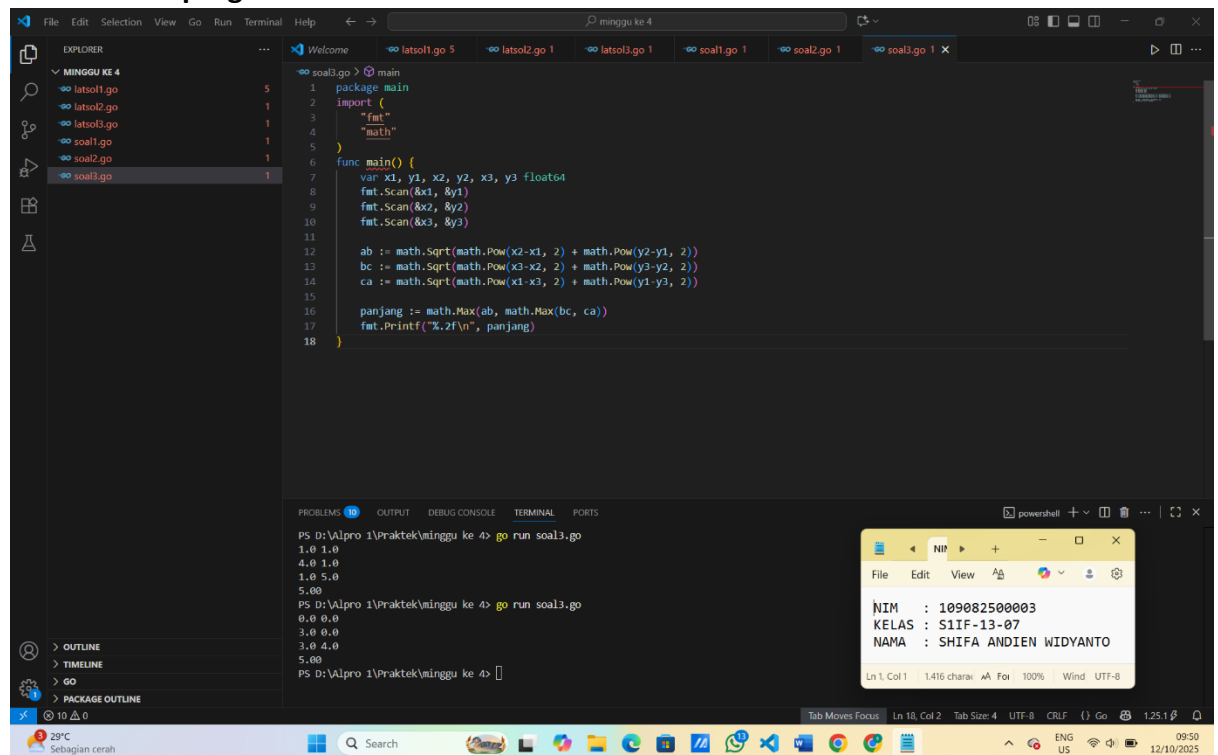 File Edit Selection View Go Run Terminal Help minggu ke 4
EXPLORER
Welcome latsol1.go 5 latsol2.go 1 latsol3.go 1 soal1.go 1 soal2.go 1 soal3.go 1
MINGGU KE 4
latsol1.go 5
latsol2.go 1
latsol3.go 1
soal1.go 1
soal2.go 1
soal3.go 1
OUTLINE
TIMELINE
GO
PACKAGE OUTLINE
soal3.go > main
1 package main
2 import (
3 "fmt"
4 "math"
5 )
6 func main() {
7 var x1, y1, x2, y2, x3, y3 float64
8 fmt.Scan(&x1, &y1)
9 fmt.Scan(&x2, &y2)
10 fmt.Scan(&x3, &y3)
11
12 ab := math.Sqrt(math.Pow(x2-x1, 2) + math.Pow(y2-y1, 2))
13 bc := math.Sqrt(math.Pow(x3-x2, 2) + math.Pow(y3-y2, 2))
14 ca := math.Sqrt(math.Pow(x1-x3, 2) + math.Pow(y1-y3, 2))
15
16 panjang := math.Max(ab, math.Max(bc, ca))
17 fmt.Printf("%.2f\n", panjang)
18 }
PROBLEMS 10 OUTPUT DEBUG CONSOLE TERMINAL PORTS powershell
PS D:\Alpro 1\Praktek\minggu ke 4> go run soal3.go
1.0 1.0
4.0 1.0
1.0 5.0
5.00
PS D:\Alpro 1\Praktek\minggu ke 4> go run soal3.go
0.0 0.0
3.0 0.0
3.0 4.0
5.00
PS D:\Alpro 1\Praktek\minggu ke 4>
NIM
File Edit View
NIM : 109082500003
KELAS : S1IF-13-07
NAMA : SHIFA ANDIEN WIDYANTO
Ln 1, Col 1 1.416 charac 100% Wind UTF-8
10 0 Tab Moves Focus Ln 18, Col 2 Tab Size: 4 UTF-8 CRLF {} Go 1.25.1
29°C
Sebagian cerah
Search
ENG
US
09:50
12/10/2025